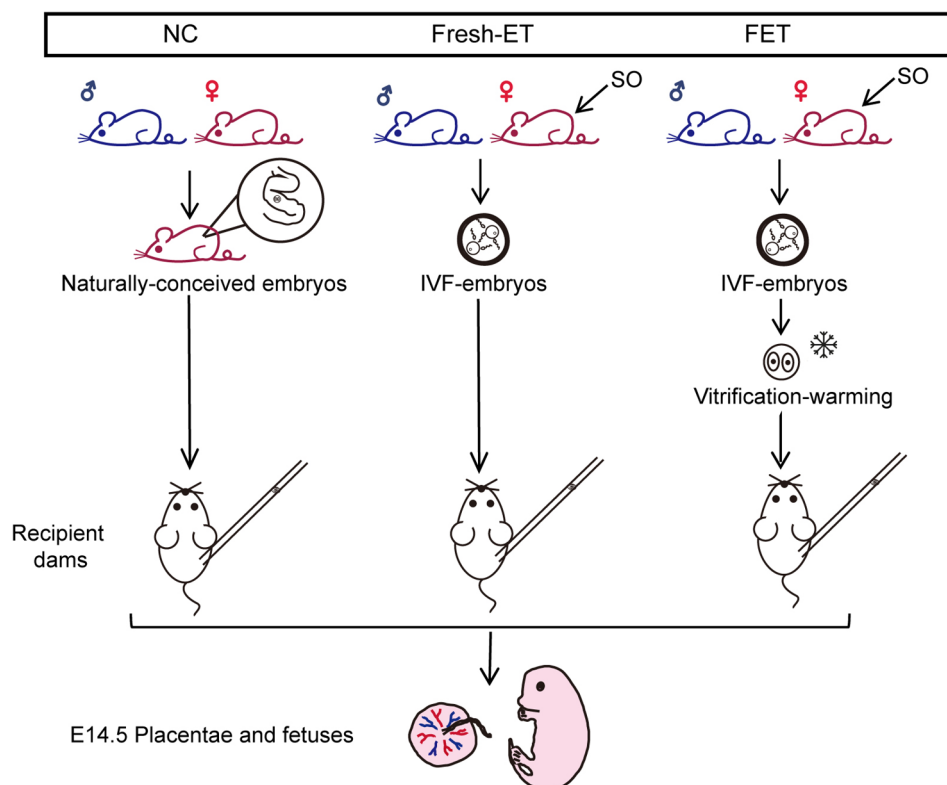 NC Fresh-ET FET
♂ ♀ ♂ ♀ SO ♂ ♀ SO
Naturally-conceived embryos IVF-embryos IVF-embryos
Vitrification-warming
Recipient
dams
E14.5 Placentae and fetuses